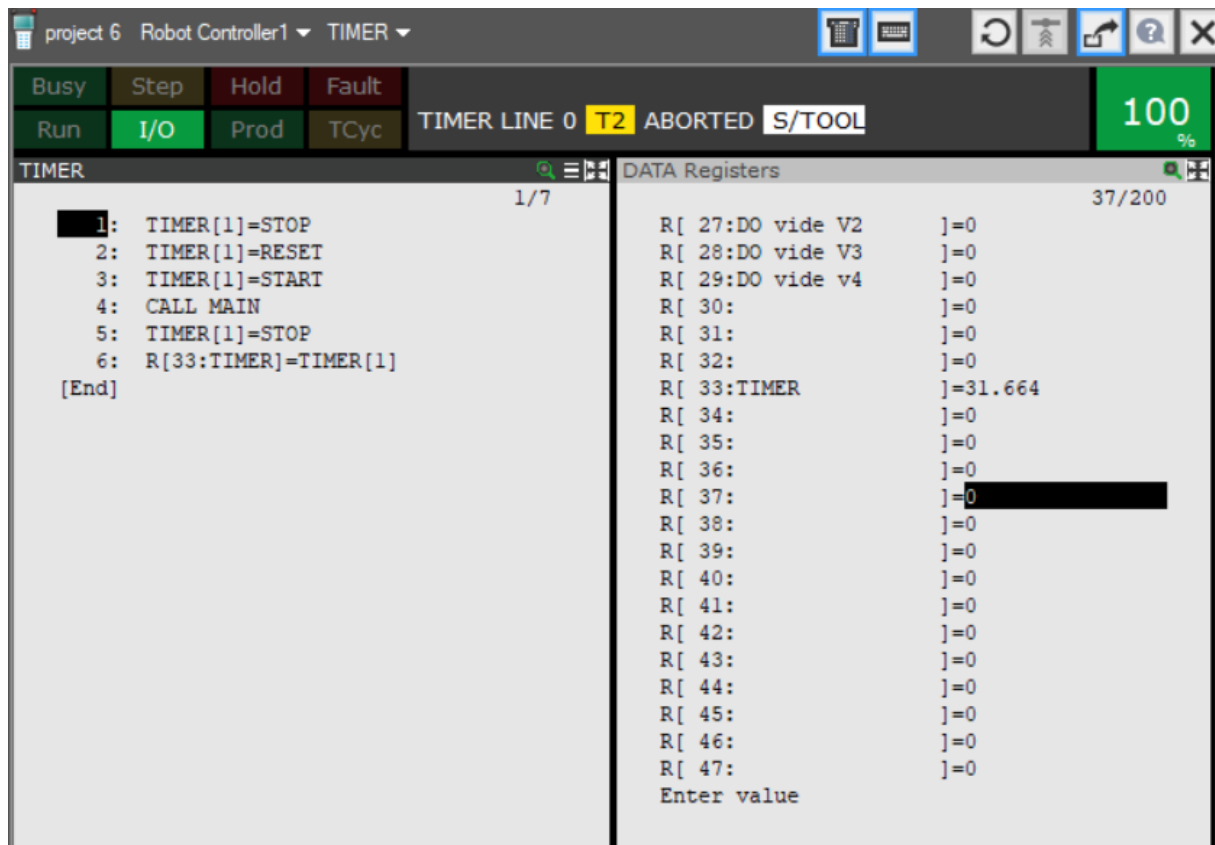 project 6 Robot Controller1 TIMER
Busy Step Hold Fault
Run I/O Prod TCyc
TIMER LINE 0 T2 ABORTED S/TOOL
100
%
TIMER
1/7
1: TIMER[1]=STOP
2: TIMER[1]=RESET
3: TIMER[1]=START
4: CALL MAIN
5: TIMER[1]=STOP
6: R[33:TIMER]=TIMER[1]
[End]
DATA Registers
37/200
R[ 27:DO vide V2 ]=0
R[ 28:DO vide V3 ]=0
R[ 29:DO vide v4 ]=0
R[ 30: ]=0
R[ 31: ]=0
R[ 32: ]=0
R[ 33:TIMER ]=31.664
R[ 34: ]=0
R[ 35: ]=0
R[ 36: ]=0
R[ 37: ]=0
R[ 38: ]=0
R[ 39: ]=0
R[ 40: ]=0
R[ 41: ]=0
R[ 42: ]=0
R[ 43: ]=0
R[ 44: ]=0
R[ 45: ]=0
R[ 46: ]=0
R[ 47: ]=0
Enter value